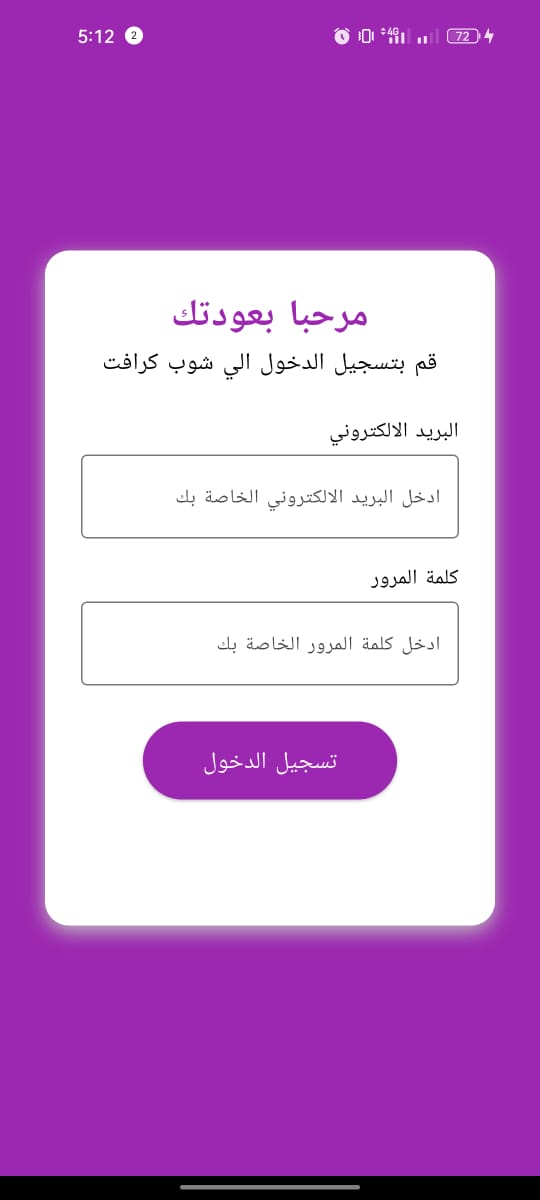 5:12 2
4G 72
مرحبا بعودتك
قم بتسجيل الدخول الي شوب كرافت
البريد الالكتروني
ادخل البريد الالكتروني الخاصة بك
كلمة المرور
ادخل كلمة المرور الخاصة بك
تسجيل الدخول